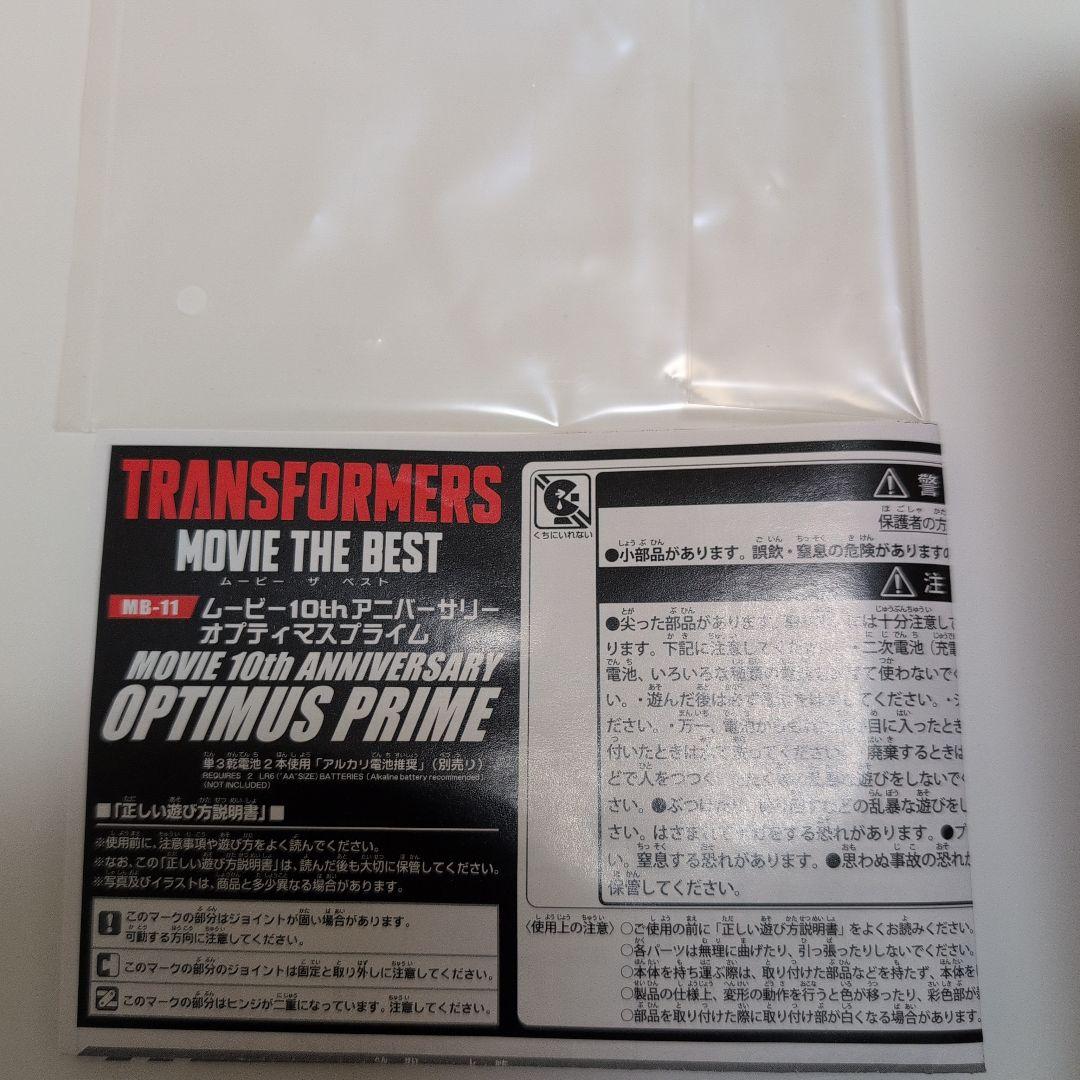 TRANSFORMERS
MOVIE THE BEST
ムービー ザ ベスト
MB-11 ムービー10thアニバーサリー
オプティマスプライム
MOVIE 10th ANNIVERSARY
OPTIMUS PRIME
単3乾電池2本使用「アルカリ電池推奨」(別売り)
REQUIRES 2 LR6 ("AA"SIZE) BATTERIES (Alkaline battery recommended)
(NOT INCLUDED)
■「正しい遊び方説明書」■
※使用前に、注意事項や遊び方をよく読んでください。
※なお、この「正しい遊び方説明書」は、読んだ後も大切に保管してください。
※写真及びイラストは、商品と多少異なる場合があります。
このマークの部分はジョイントが固い場合があります。
可動する方向に注意してください。
このマークの部分のジョイントは固定と取り外しに注意してください。
このマークの部分はヒンジが二重になっています。注意してください。
くちにいれない
警
保護者の方
●小部品があります。誤飲・窒息の危険がありますの
注
●尖った部品があります。 には十分注意して
ります。下記に注意してくだ ・二次電池(充電
電池、いろいろな種類の電 て使わないでく
い。・遊んだ後は必ず てください。・シ
ださい。・万一、電池から 目に入ったとき
付いたときは ってください 廃棄するときは
どで人をつつく 遊びをしないで
さい。●ぶつけ などの乱暴な遊びをし
さい。はさまれて をする恐れがあります。●プ
い。窒息する恐れがあります。●思わぬ事故の恐れ
保管してください。
〈使用上の注意〉
○ご使用の前に「正しい遊び方説明書」をよくお読みください。
○各パーツは無理に曲げたり、引っ張ったりしないでください。
○本体を持ち運ぶ際は、取り付けた部品などを持たず、本体を
○製品の仕様上、変形の動作を行うと色が移ったり、彩色部が
○部品を取り付けた際に取り付け部が白くなる場合があります。